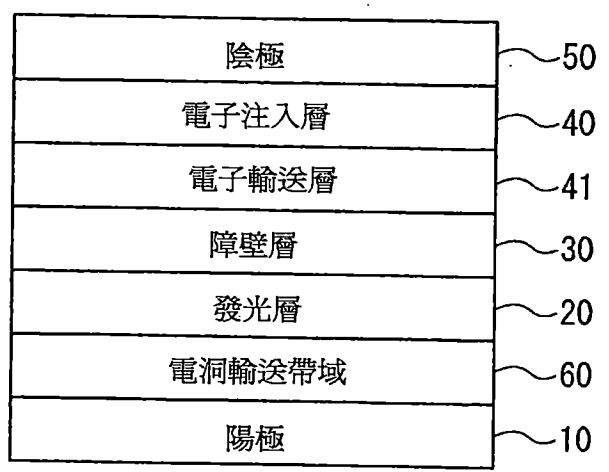 陰極 50
電子注入層 40
電子輸送層 41
障壁層 30
發光層 20
電洞輸送帶域 60
陽極 10